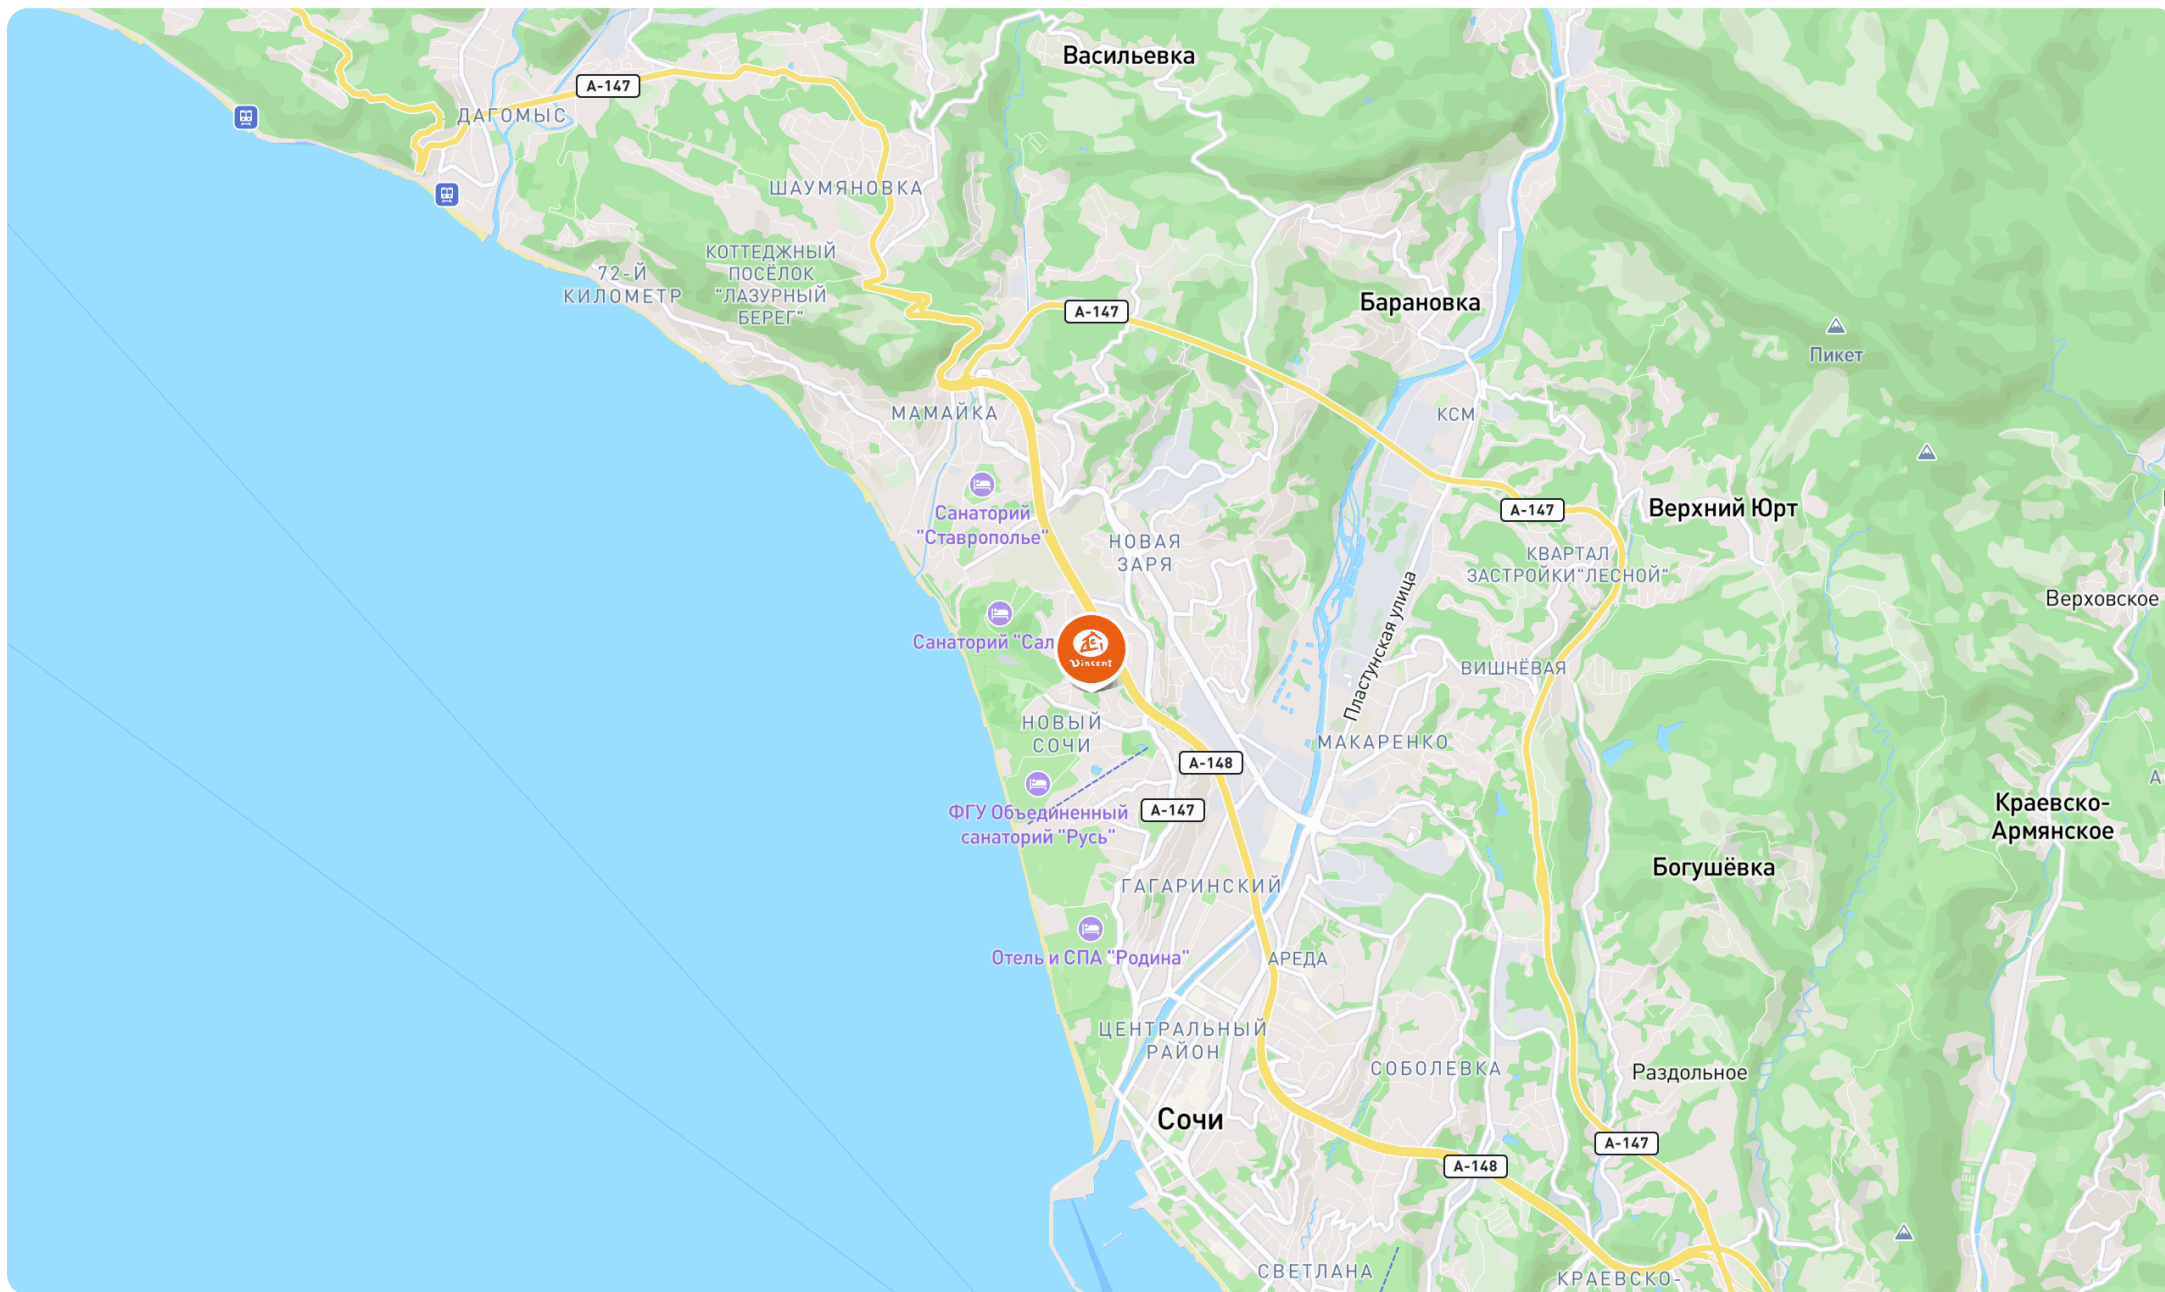 Васильевка
А-147
ДАГОМЫС
ШАУМЯНОВКА
КОТТЕДЖНЫЙ
ПОСЁЛОК
"ЛАЗУРНЫЙ
БЕРЕГ"
72-Й
КИЛОМЕТР
А-147
Барановка
Пикет
МАМАЙКА
КСМ
Санаторий
"Ставрополье"
НОВАЯ
ЗАРЯ
А-147
Верхний Юрт
КВАРТАЛ
ЗАСТРОЙКИ"ЛЕСНОЙ"
Верховское
Санаторий "Сал
Vincent
Пластунская улица
ВИШНЁВАЯ
НОВЫЙ
СОЧИ
МАКАРЕНКО
А-148
А
ФГУ Объединенный
санаторий "Русь"
А-147
Краевско-
Армянское
Богушёвка
ГАГАРИНСКИЙ
Отель и СПА "Родина"
АРЕДА
ЦЕНТРАЛЬНЫЙ
РАЙОН
СОБОЛЕВКА
Раздольное
Сочи
А-147
А-148
СВЕТЛАНА
КРАЕВСКО-